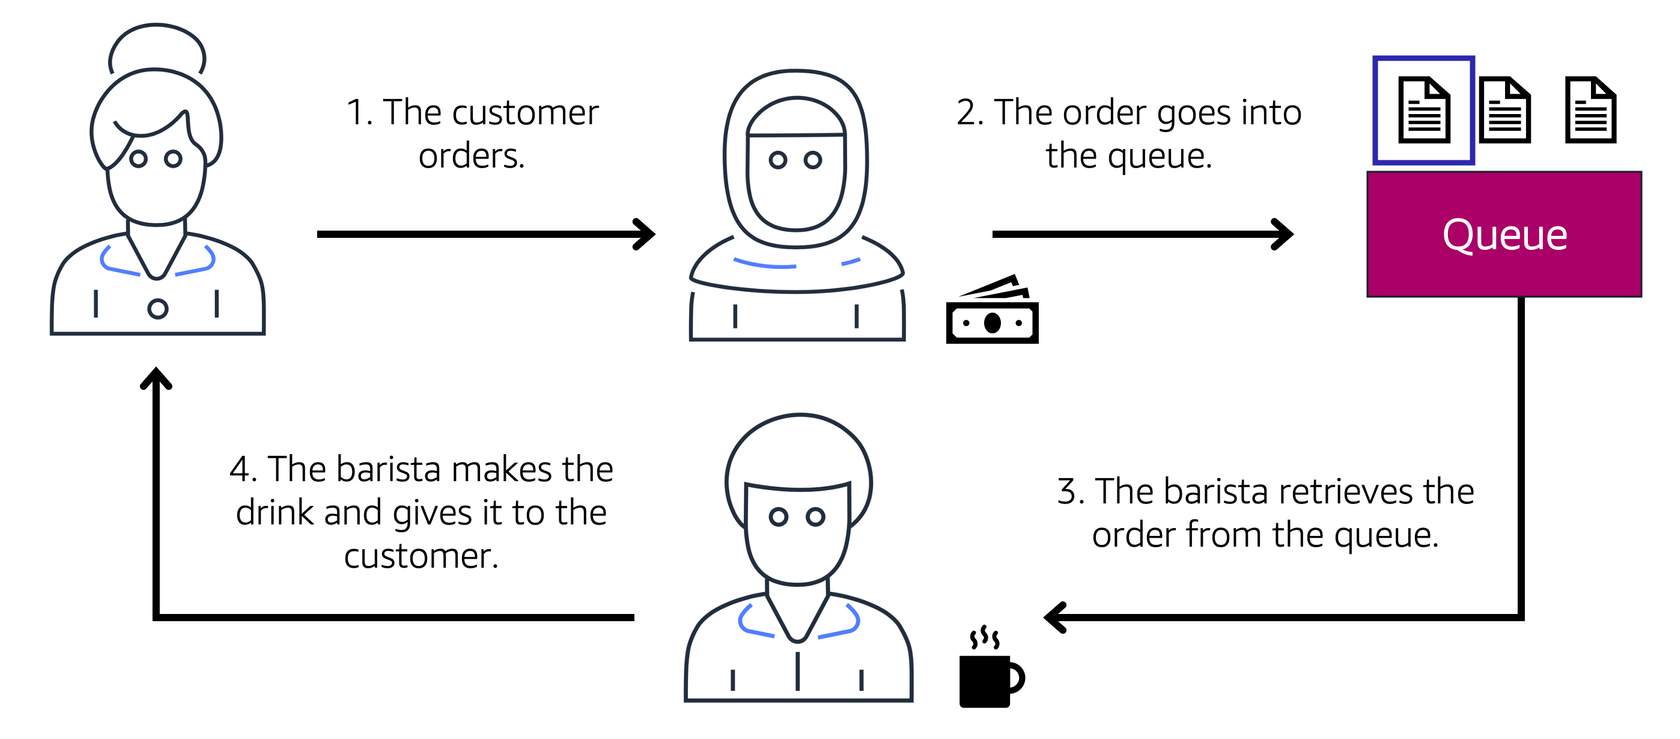 1. The customer
orders.
2. The order goes into
the queue.
Queue
3. The barista retrieves the
order from the queue.
4. The barista makes the
drink and gives it to the
customer.